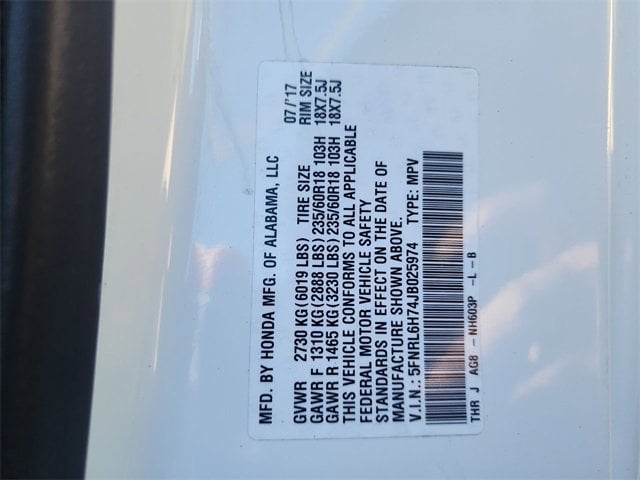 MFD. BY HONDA MFG. OF ALABAMA, LLC 07/'17
GVWR 2730 KG(6019 LBS) TIRE SIZE RIM SIZE
GAWR F 1310 KG(2888 LBS)235/60R18 103H 18X7.5J
GAWR R 1465 KG(3230 LBS)235/60R18 103H 18X7.5J
THIS VEHICLE CONFORMS TO ALL APPLICABLE
FEDERAL MOTOR VEHICLE SAFETY
STANDARDS IN EFFECT ON THE DATE OF
MANUFACTURE SHOWN ABOVE.
V.I.N.: 5FNRL6H74JB025974 TYPE: MPV
THR J AG8 - NH603P -L - B